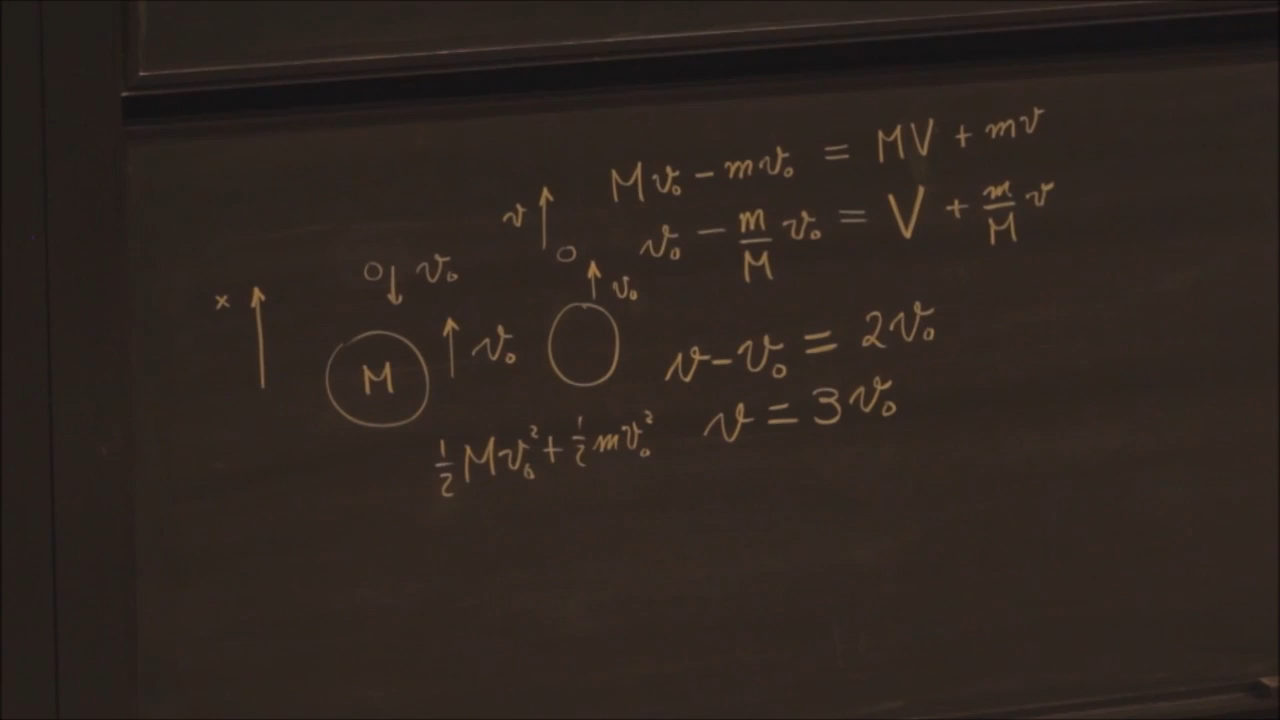 Mv₀ − mv₀ = MV + mv
v₀ − m/M v₀ = V + m/M v
v
v₀
v₀
x
M
v₀
v − v₀ = 2v₀
v = 3v₀
½Mv₀² + ½mv₀²